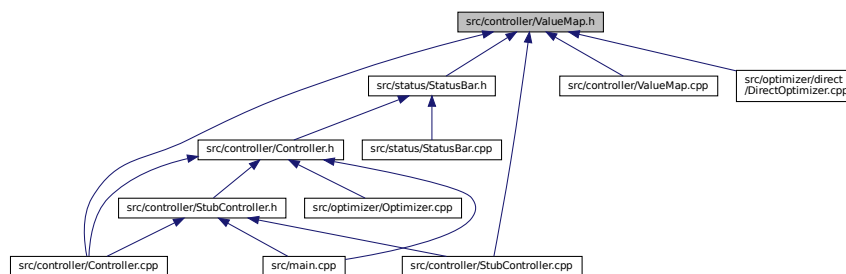 src/controller/ValueMap.h
src/status/StatusBar.h
src/controller/ValueMap.cpp
src/optimizer/direct
/DirectOptimizer.cpp
src/controller/Controller.h
src/status/StatusBar.cpp
src/controller/StubController.h
src/optimizer/Optimizer.cpp
src/controller/Controller.cpp
src/main.cpp
src/controller/StubController.cpp